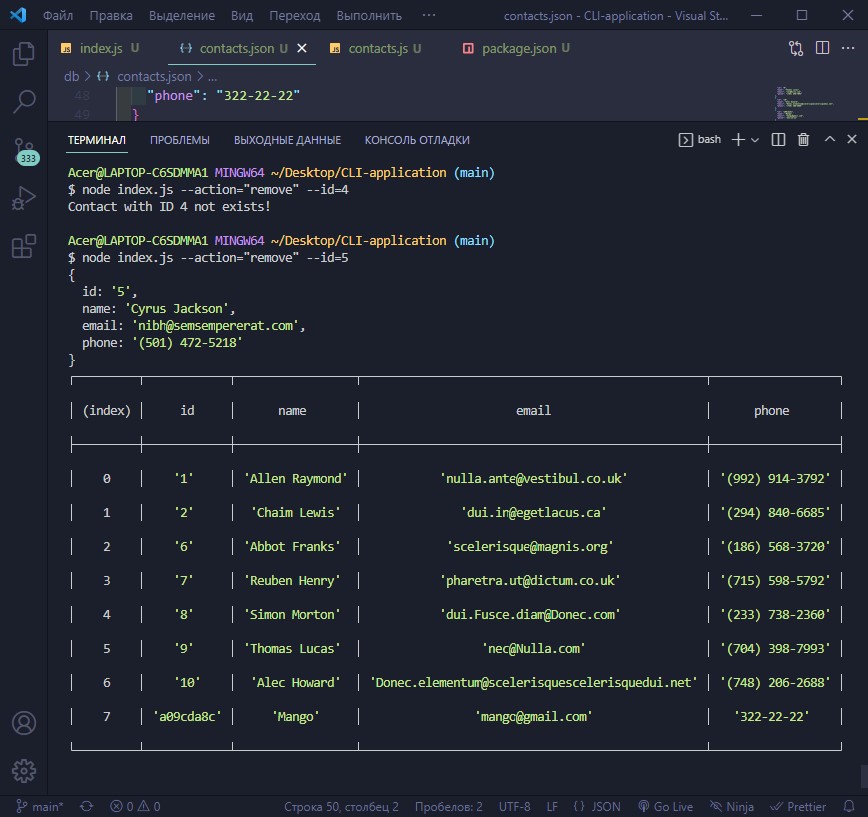 Файл Правка Выделение Вид Переход Выполнить ··· contacts.json - CLI-application - Visual St...
index.js U contacts.json U contacts.js U package.json U
db > contacts.json > ...
48 "phone": "322-22-22"
49 }
ТЕРМИНАЛ ПРОБЛЕМЫ ВЫХОДНЫЕ ДАННЫЕ КОНСОЛЬ ОТЛАДКИ bash
333
Acer@LAPTOP-C6SDMMA1 MINGW64 ~/Desktop/CLI-application (main)
$ node index.js --action="remove" --id=4
Contact with ID 4 not exists!
Acer@LAPTOP-C6SDMMA1 MINGW64 ~/Desktop/CLI-application (main)
$ node index.js --action="remove" --id=5
{
id: '5',
name: 'Cyrus Jackson',
email: 'nibh@semsempererat.com',
phone: '(501) 472-5218'
}
(index) id name email phone
0 '1' 'Allen Raymond' 'nulla.ante@vestibul.co.uk' '(992) 914-3792'
1 '2' 'Chaim Lewis' 'dui.in@egetlacus.ca' '(294) 840-6685'
2 '6' 'Abbot Franks' 'scelerisque@magnis.org' '(186) 568-3720'
3 '7' 'Reuben Henry' 'pharetra.ut@dictum.co.uk' '(715) 598-5792'
4 '8' 'Simon Morton' 'dui.Fusce.diam@Donec.com' '(233) 738-2360'
5 '9' 'Thomas Lucas' 'nec@Nulla.com' '(704) 398-7993'
6 '10' 'Alec Howard' 'Donec.elementum@scelerisquescelerisquedui.net' '(748) 206-2688'
7 'a09cda8c' 'Mango' 'mango@gmail.com' '322-22-22'
main* 0 0 Строка 50, столбец 2 Пробелов: 2 UTF-8 LF {} JSON Go Live Ninja Prettier